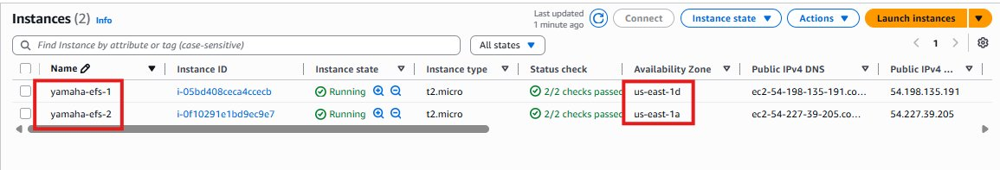 Instances (2) Info
Last updated
1 minute ago
Connect
Instance state
Actions
Launch instances
Find Instance by attribute or tag (case-sensitive)
All states
1
Name Instance ID Instance state Instance type Status check Availability Zone Public IPv4 DNS Public IPv4 ...
yamaha-efs-1 i-05bd408ceca4ccecb Running t2.micro 2/2 checks passed us-east-1d ec2-54-198-135-191.co... 54.198.135.191
yamaha-efs-2 i-0f10291e1bd9ec9e7 Running t2.micro 2/2 checks passed us-east-1a ec2-54-227-39-205.co... 54.227.39.205